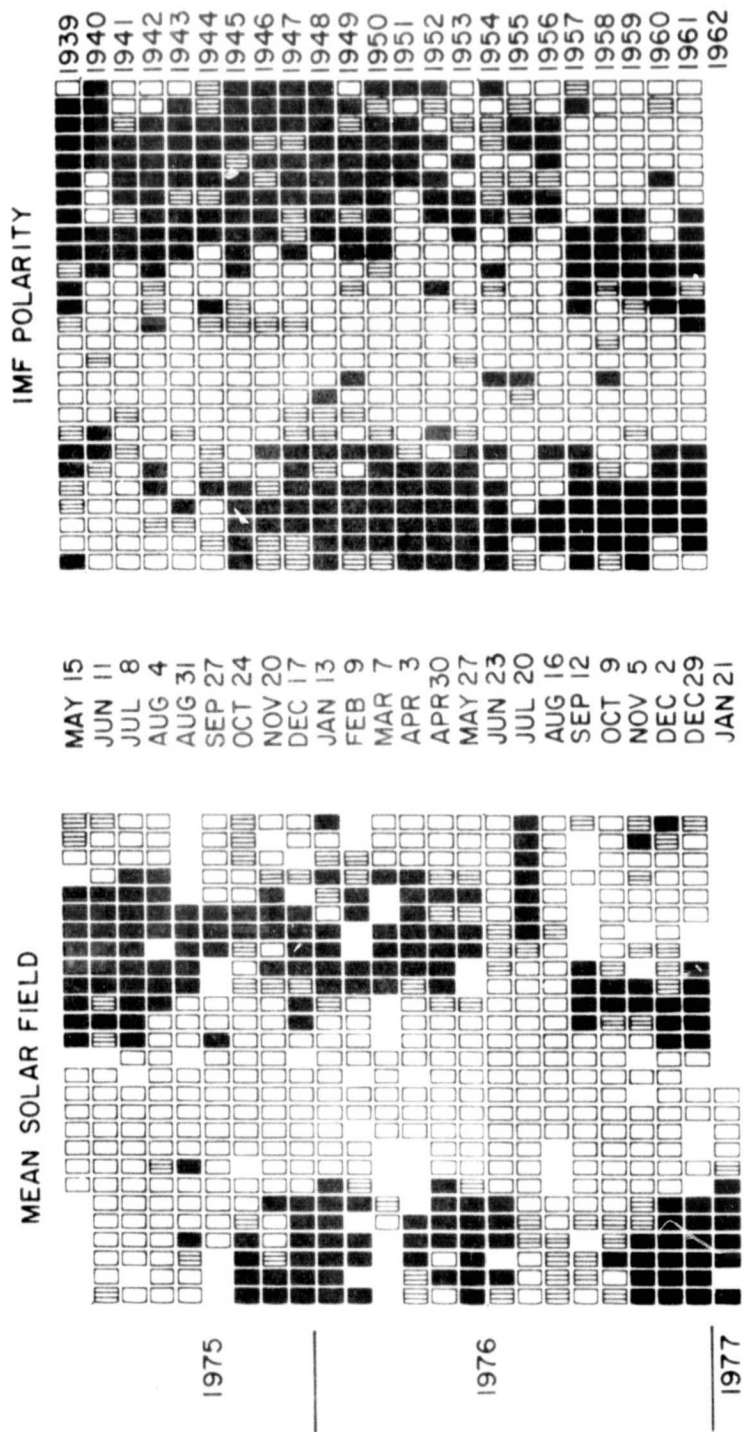 MEAN SOLAR FIELD
IMF POLARITY
1975
1976
1977
MAY 15
JUN 11
JUL 8
AUG 4
AUG 31
SEP 27
OCT 24
NOV 20
DEC 17
JAN 13
FEB 9
MAR 7
APR 3
APR 30
MAY 27
JUN 23
JUL 20
AUG 16
SEP 12
OCT 9
NOV 5
DEC 2
DEC 29
JAN 21
1939
1940
1941
1942
1943
1944
1945
1946
1947
1948
1949
1950
1951
1952
1953
1954
1955
1956
1957
1958
1959
1960
1961
1962